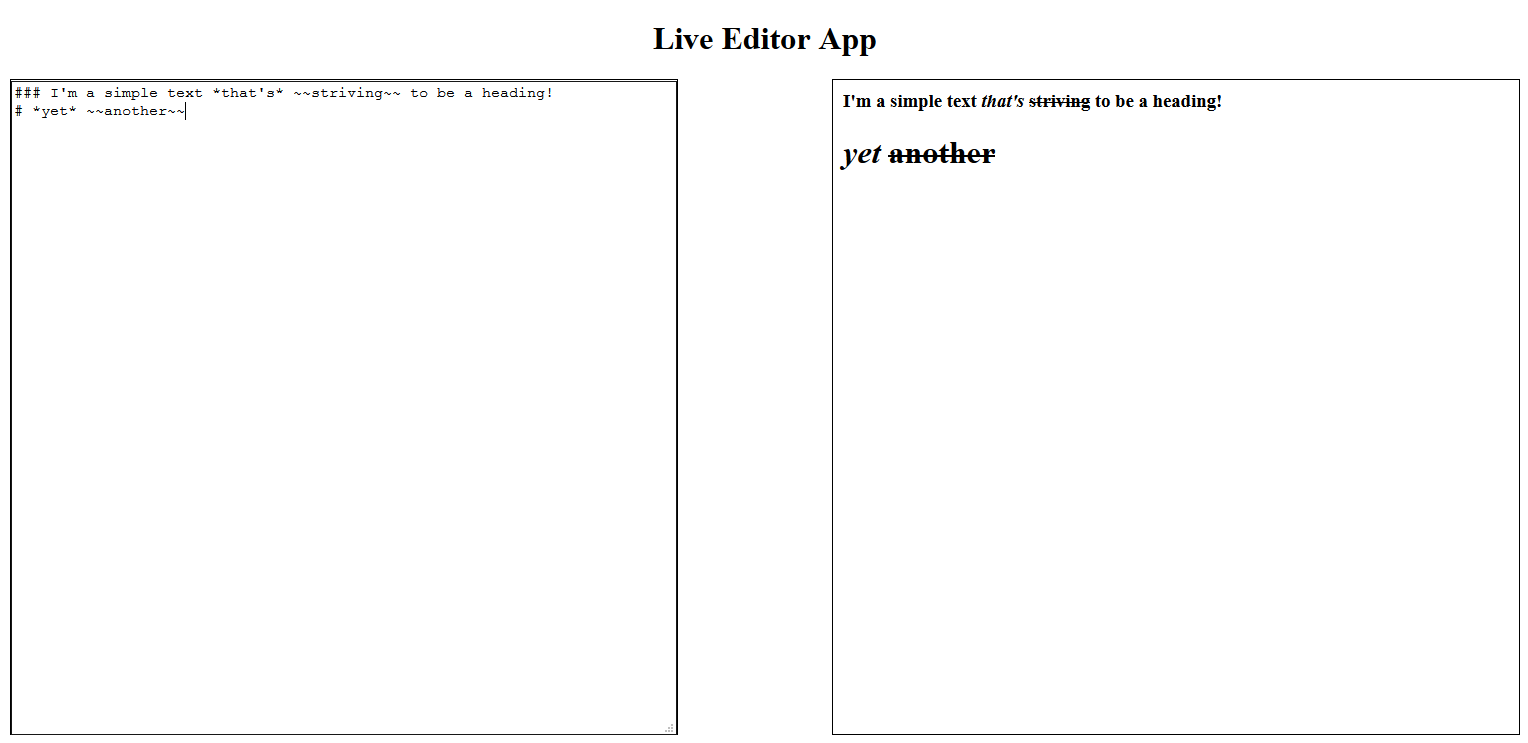 Live Editor App
### I'm a simple text *that's* ~~striving~~ to be a heading!
# *yet* ~~another~~
I'm a simple text that's striving to be a heading!
yet another